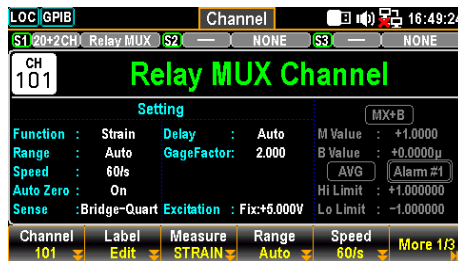 LOC GPIB Channel 16:49:24
S1 20+2CH Relay MUX S2 — NONE S3 — NONE
CH 101 Relay MUX Channel
Setting MX+B
Function : Strain Delay : Auto M Value : +1.0000
Range : Auto GageFactor: 2.000 B Value : +0.0000µ
Speed : 60/s AVG Alarm #1
Auto Zero : On Hi Limit : +1.000000
Sense :Bridge-Quart Excitation : Fix:+5.000V Lo Limit : -1.000000
Channel Label Measure Range Speed More 1/3
101 Edit STRAIN Auto 60/s